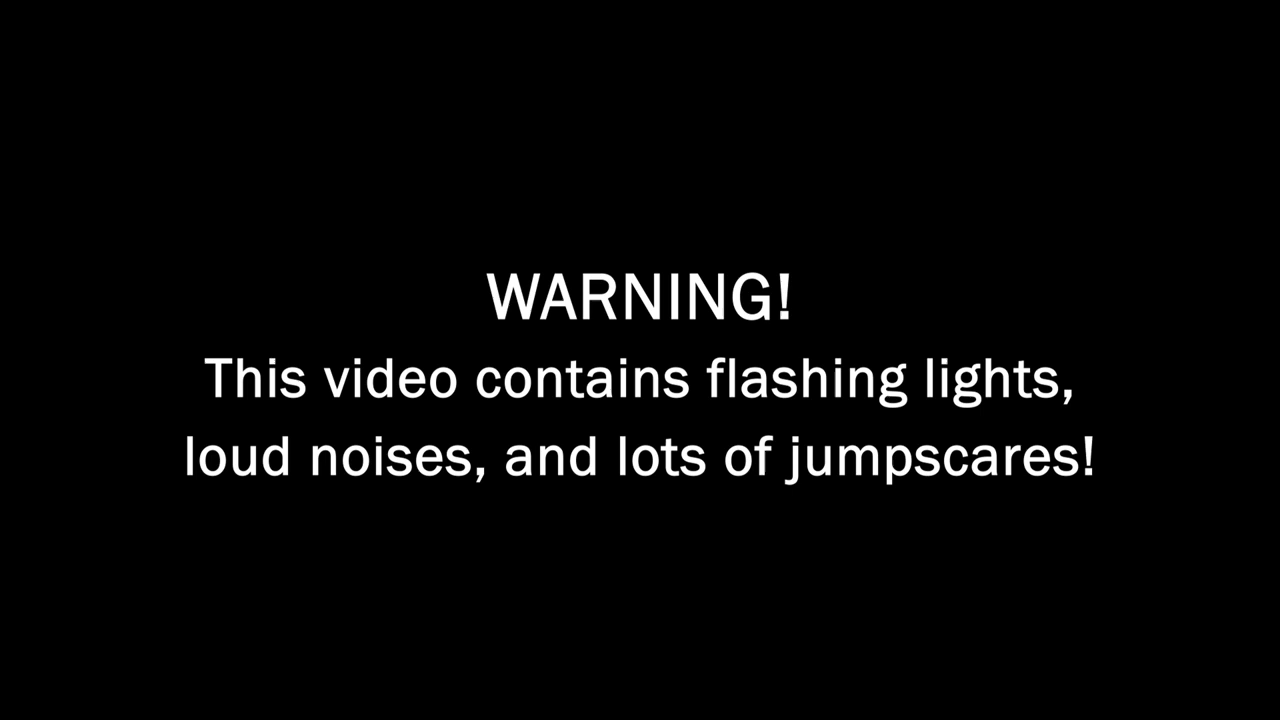 WARNING!
This video contains flashing lights,
loud noises, and lots of jumpscares!